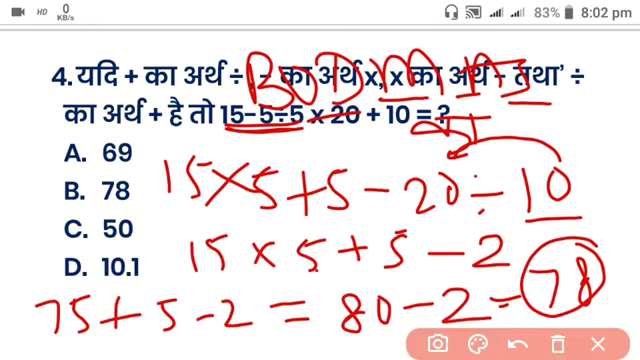 HD 0 KB/s 83% 8:02 pm
4. यदि + का अर्थ ÷ - का अर्थ x, x का अर्थ - तथा' ÷
BODMAS
का अर्थ + है तो 15-5÷5 x 20 + 10 = ?
A. 69
B. 78
C. 50
D. 10.1
15×5+5-20÷10
15×5+5-2
75+5-2=80-2=78